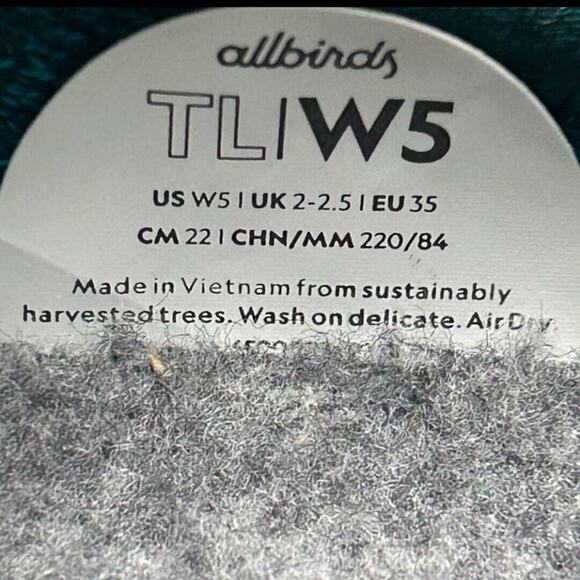 allbirds
TL|W5
US W5 | UK 2-2.5 | EU 35
CM 22 | CHN/MM 220/84
Made in Vietnam from sustainably
harvested trees. Wash on delicate. Air Dry.